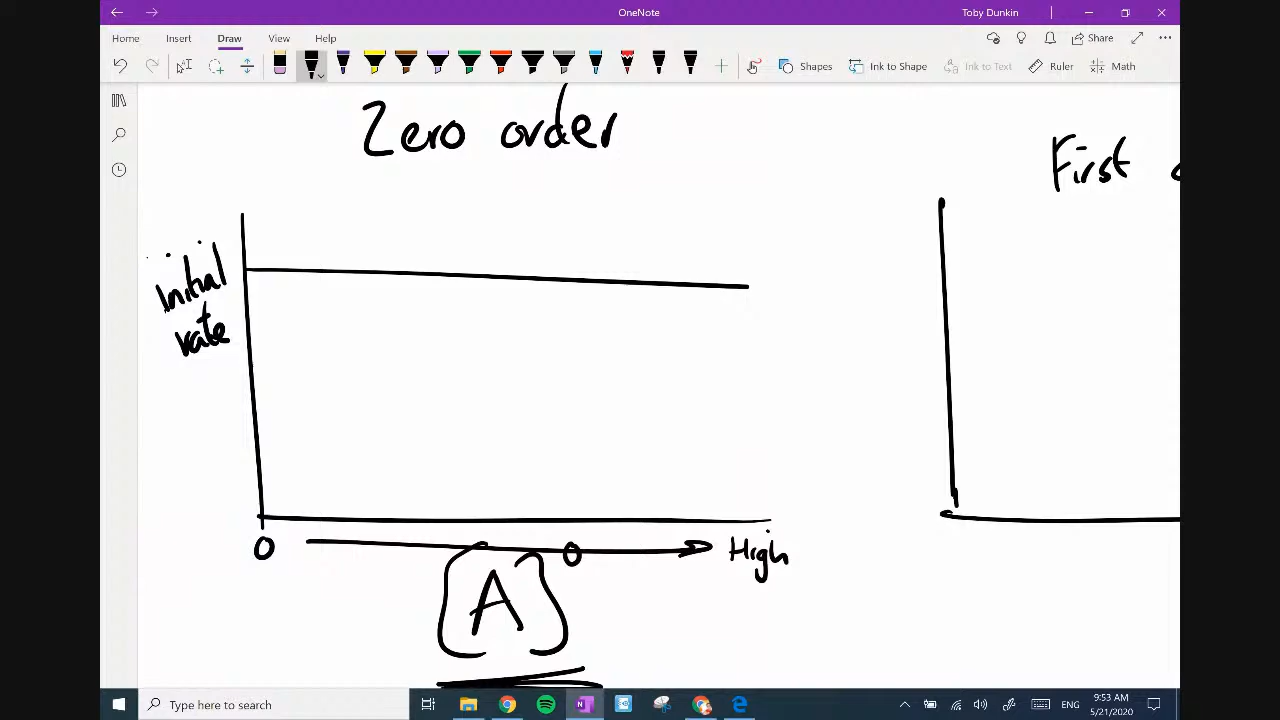 OneNote
Toby Dunkin
Home Insert Draw View Help
Share
Shapes Ink to Shape Ink to Text Ruler Math
Zero order
First
Initial
rate
0 0 High
[A]
Type here to search
ENG
9:53 AM
5/21/2020